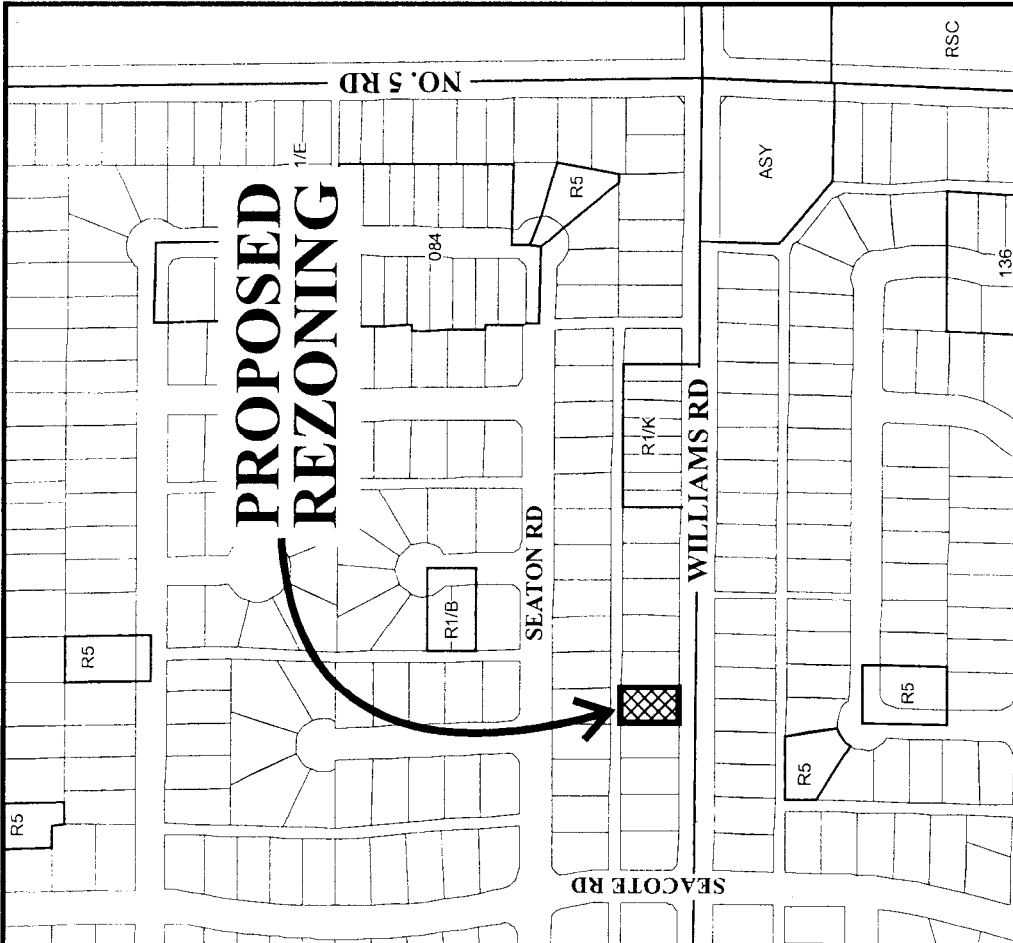 RSC
NO. 5 RD
1/E
ASY
R5
084
136
PROPOSED
REZONING
R1/K
WILLIAMS RD
SEATON RD
R1/B
R5
R5
R5
R5
SEACOTE RD